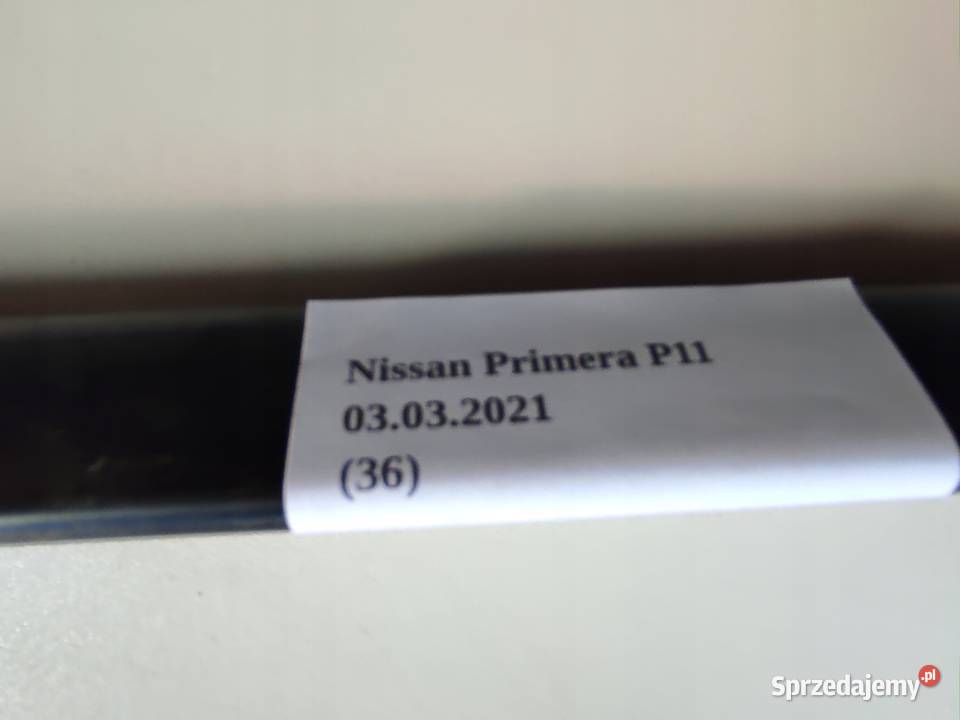 Nissan Primera P11
03.03.2021
(36)
Sprzedajemy.pl